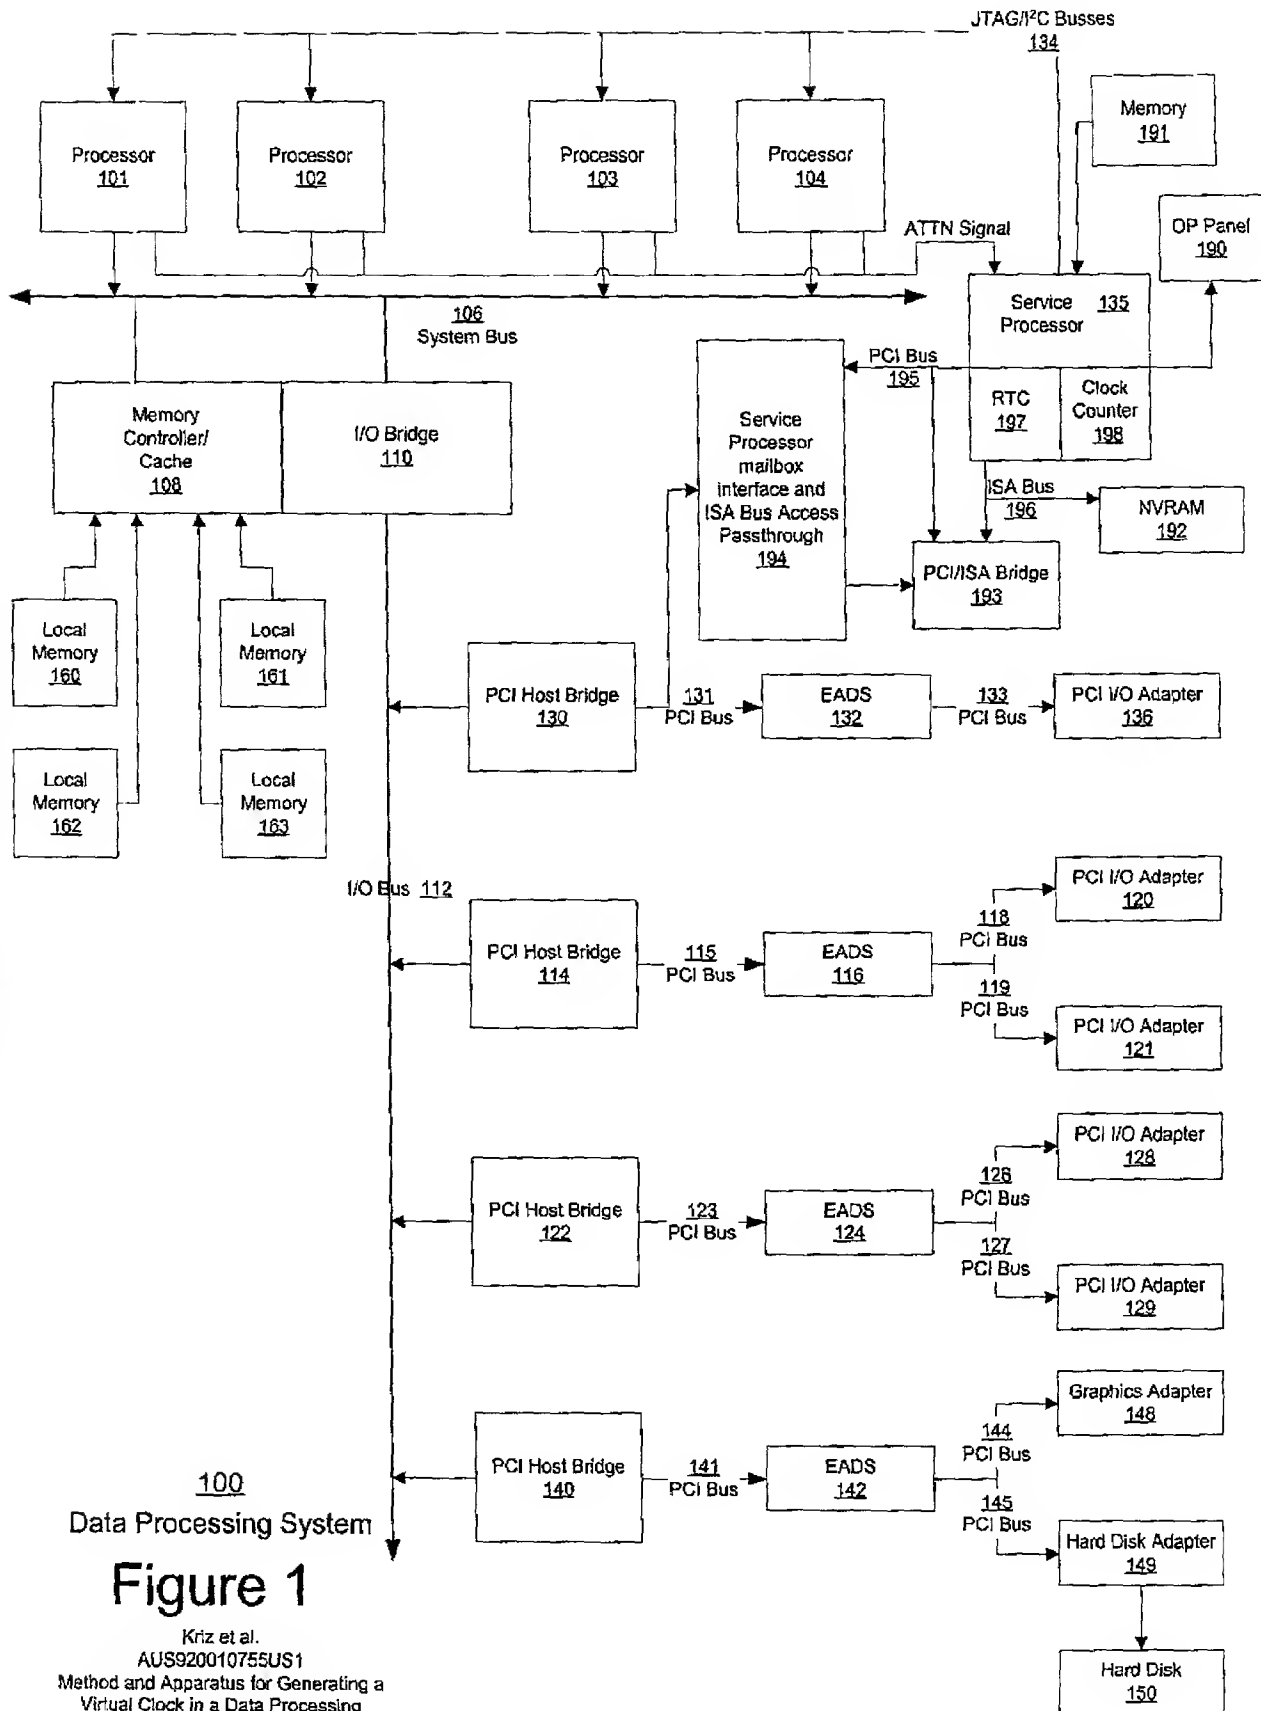 JTAG/I²C Busses
134
Processor
101
Processor
102
Processor
103
Processor
104
Memory
191
OP Panel
190
ATTN Signal
Service
Processor
135
106
System Bus
PCI Bus
195
RTC
197
Clock
Counter
198
Memory
Controller/
Cache
108
I/O Bridge
110
Service
Processor
mailbox
interface and
ISA Bus Access
Passthrough
194
ISA Bus
196
NVRAM
192
PCI/ISA Bridge
193
Local
Memory
160
Local
Memory
161
Local
Memory
162
Local
Memory
163
PCI Host Bridge
130
131
PCI Bus
EADS
132
133
PCI Bus
PCI I/O Adapter
136
I/O Bus 112
PCI Host Bridge
114
115
PCI Bus
EADS
116
118
PCI Bus
119
PCI Bus
PCI I/O Adapter
120
PCI I/O Adapter
121
PCI Host Bridge
122
123
PCI Bus
EADS
124
126
PCI Bus
127
PCI Bus
PCI I/O Adapter
128
PCI I/O Adapter
129
PCI Host Bridge
140
141
PCI Bus
EADS
142
144
PCI Bus
145
PCI Bus
Graphics Adapter
148
Hard Disk Adapter
149
Hard Disk
150
100
Data Processing System
Figure 1
Kriz et al.
AUS920010755US1
Method and Apparatus for Generating a
Virtual Clock in a Data Processing